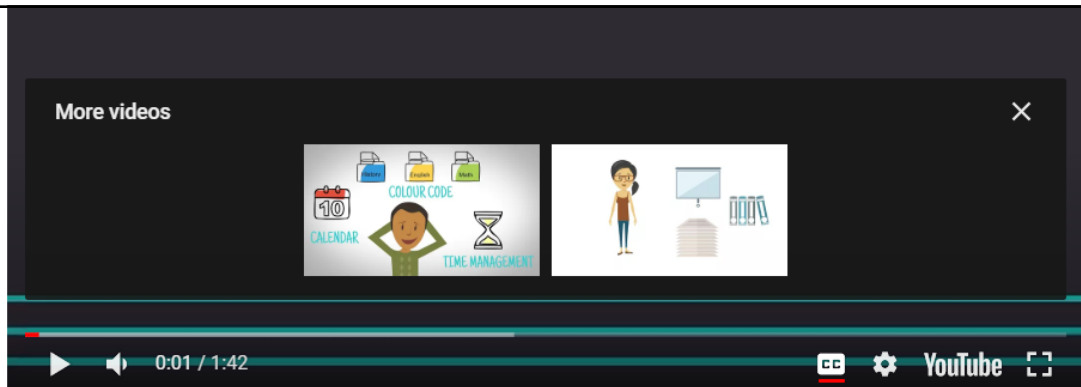 More videos
History English Math
COLOUR CODE
10
CALENDAR
TIME MANAGEMENT
0:01 / 1:42
CC
YouTube